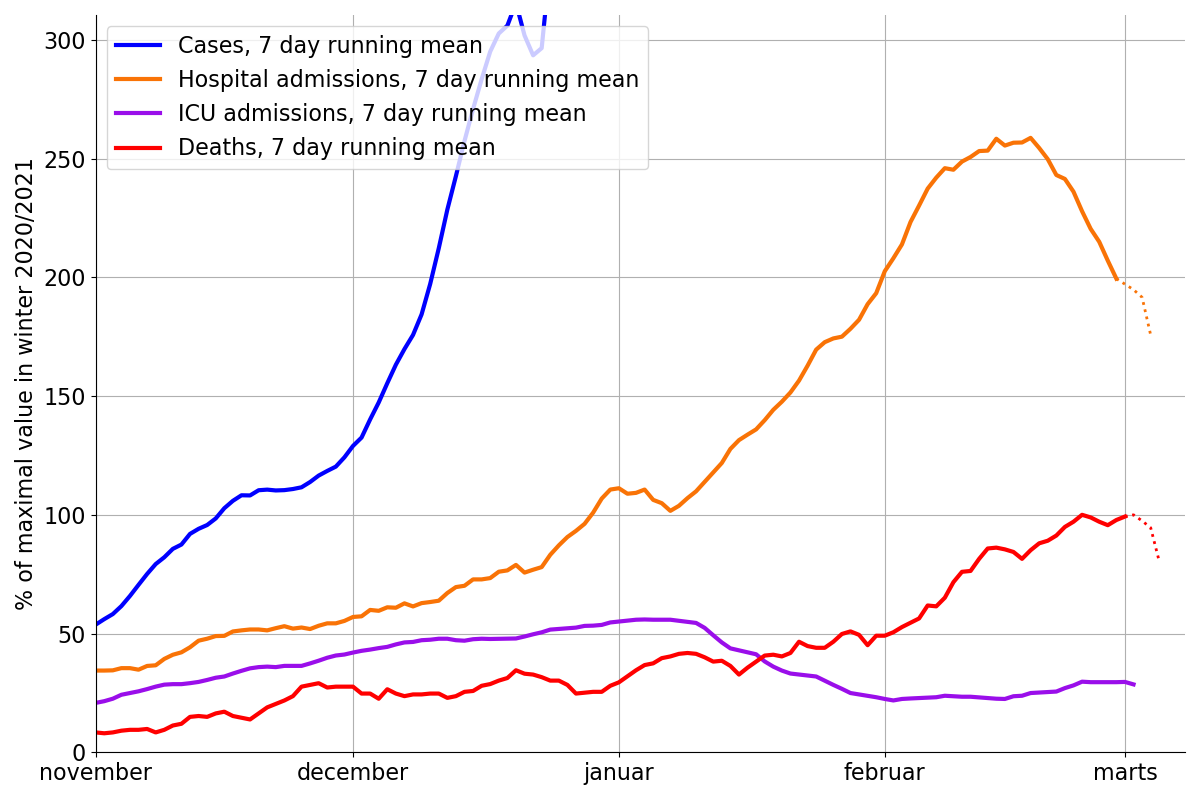 Cases, 7 day running mean
Hospital admissions, 7 day running mean
ICU admissions, 7 day running mean
Deaths, 7 day running mean
% of maximal value in winter 2020/2021
300
250
200
150
100
50
0
november december januar februar marts